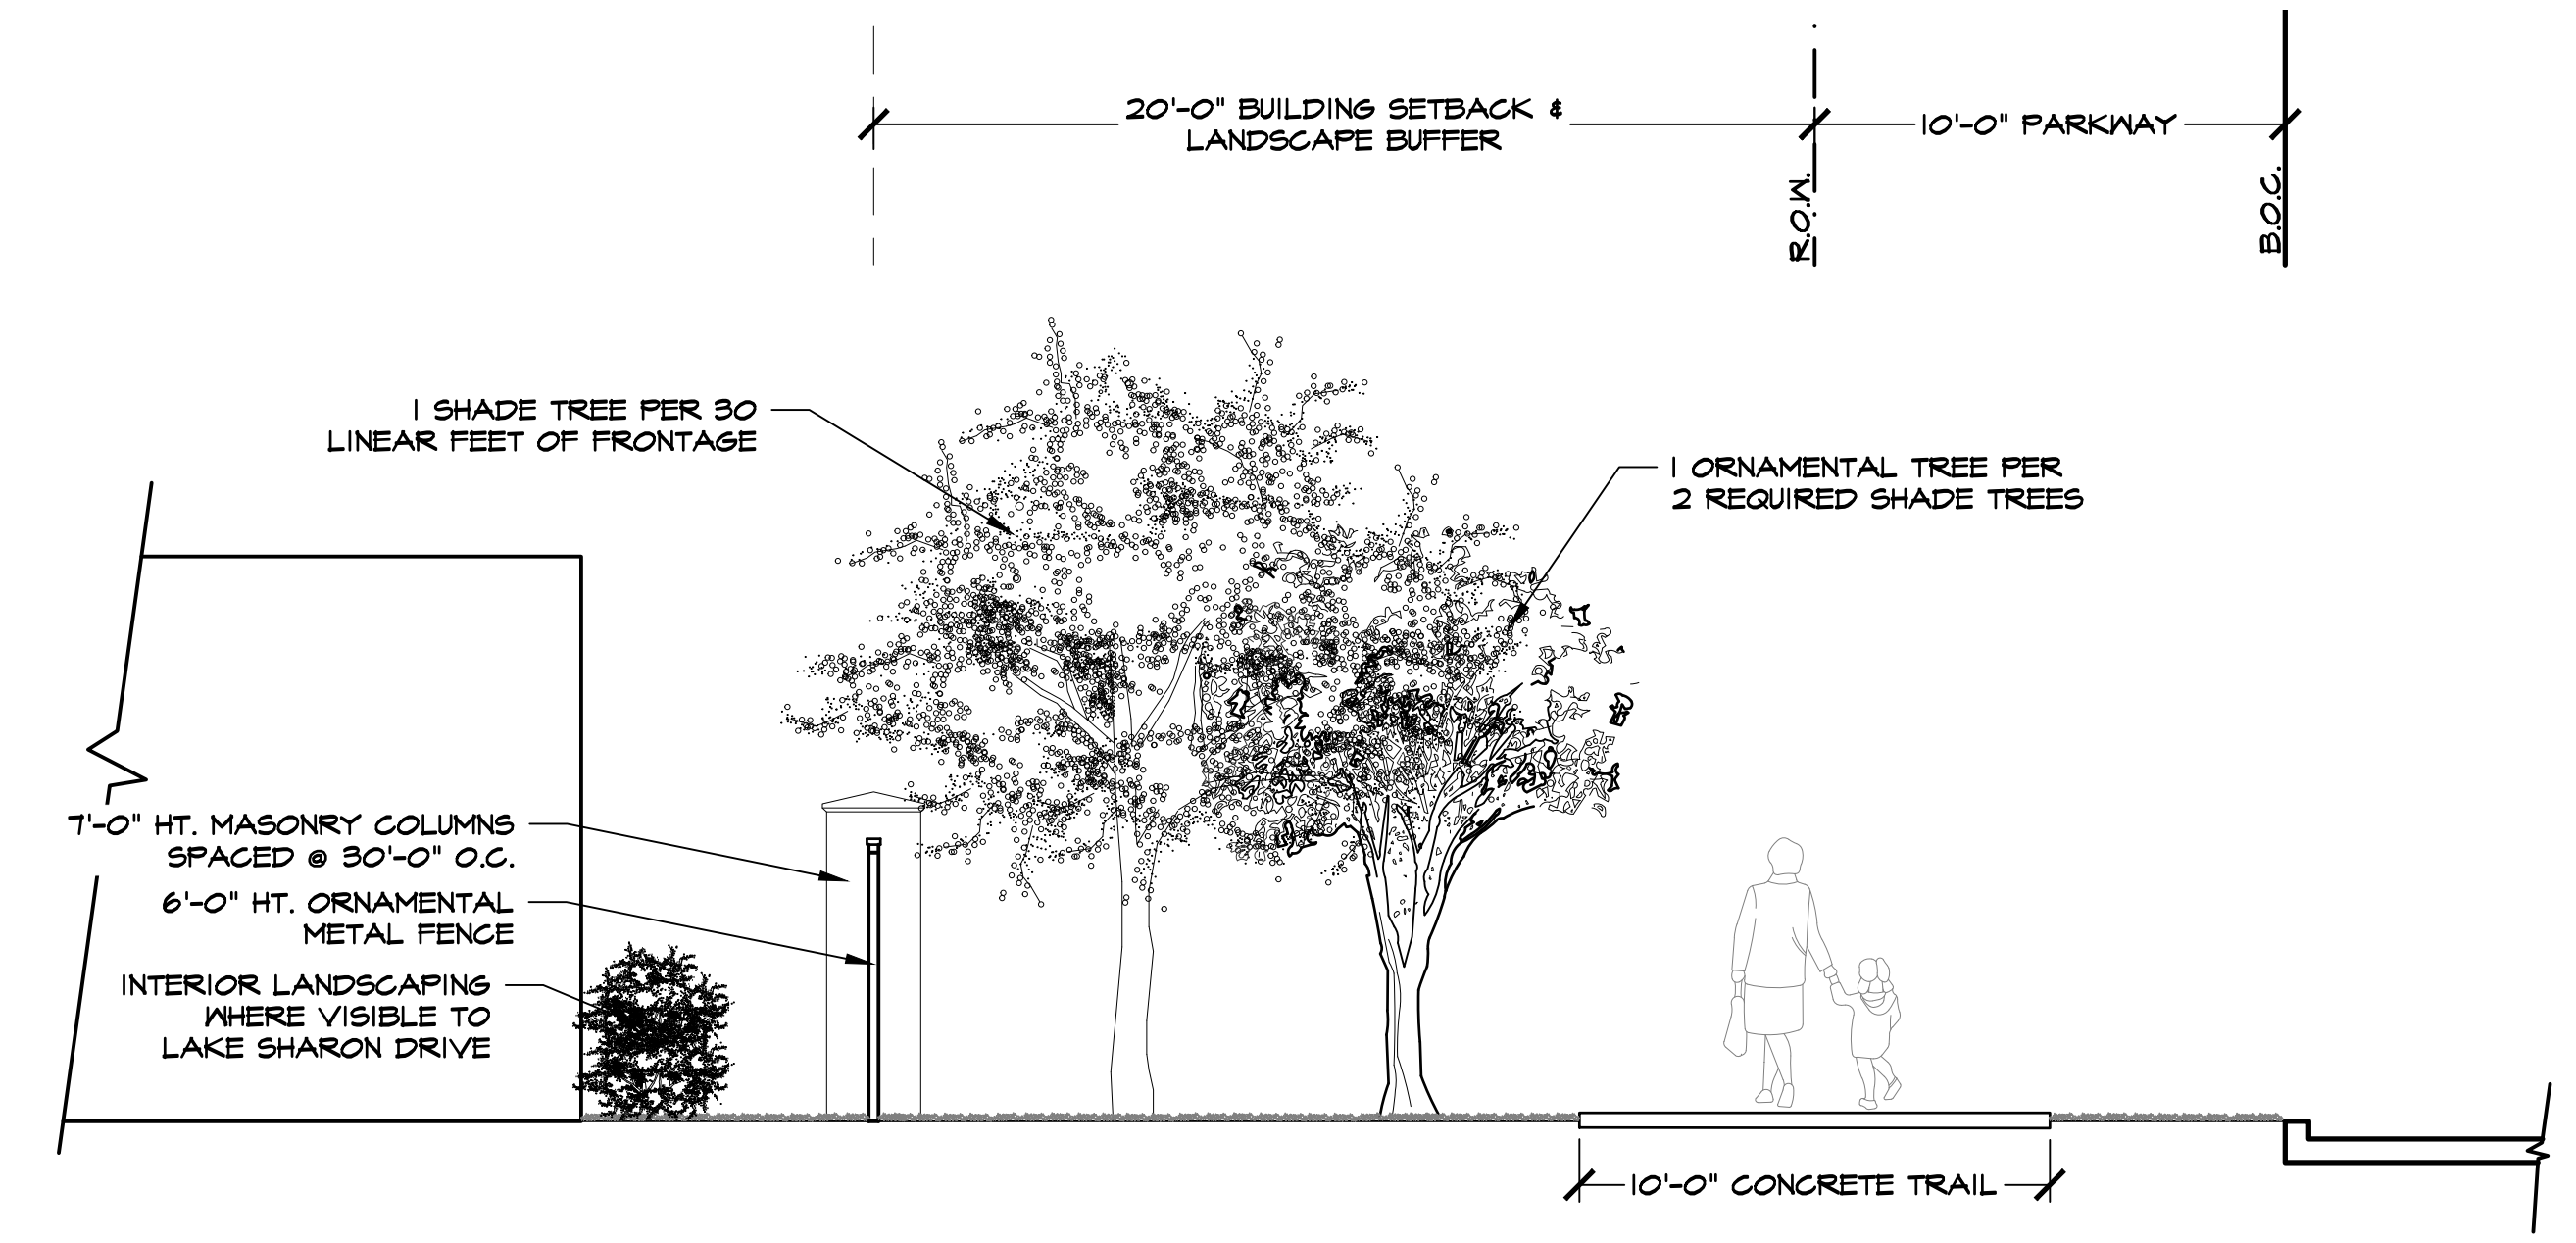 20'-0" BUILDING SETBACK &
LANDSCAPE BUFFER
10'-0" PARKWAY
R.O.W.
B.O.C.
1 SHADE TREE PER 30
LINEAR FEET OF FRONTAGE
1 ORNAMENTAL TREE PER
2 REQUIRED SHADE TREES
7'-0" HT. MASONRY COLUMNS
SPACED @ 30'-0" O.C.
6'-0" HT. ORNAMENTAL
METAL FENCE
INTERIOR LANDSCAPING
WHERE VISIBLE TO
LAKE SHARON DRIVE
10'-0" CONCRETE TRAIL